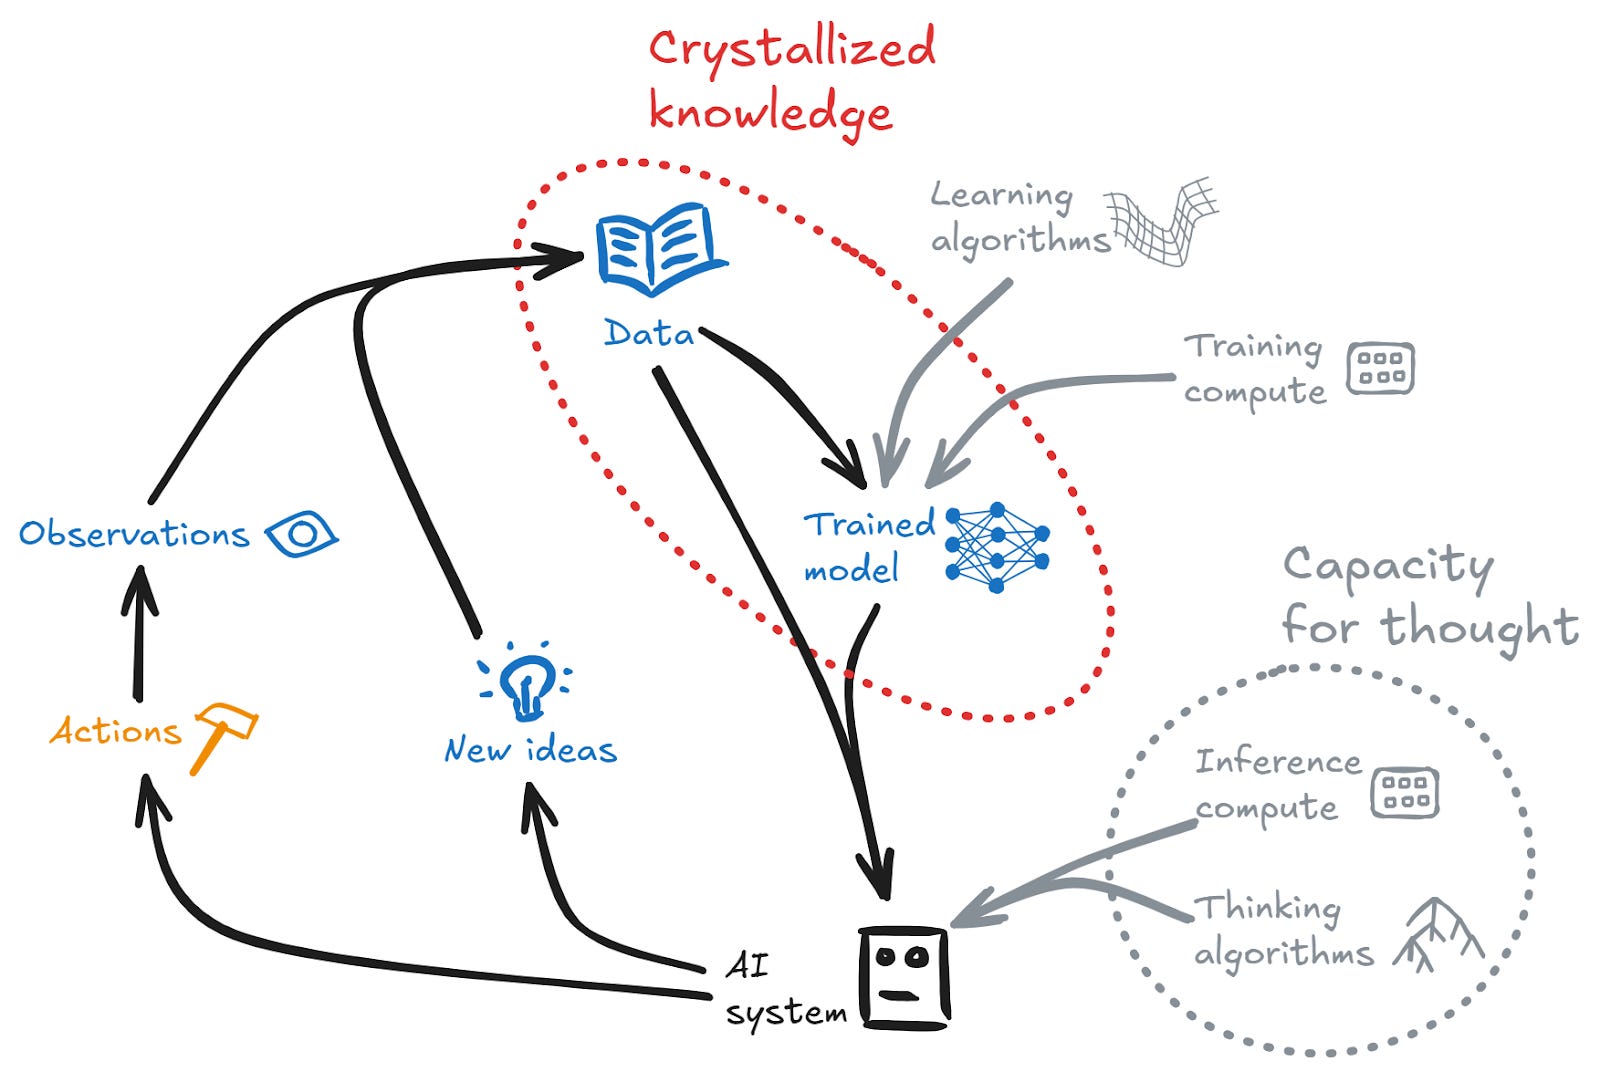 Crystallized
knowledge
Learning
algorithms
Data
Training
compute
Observations
Trained
model
Capacity
for thought
Actions
New ideas
Inference
compute
Thinking
algorithms
AI
system